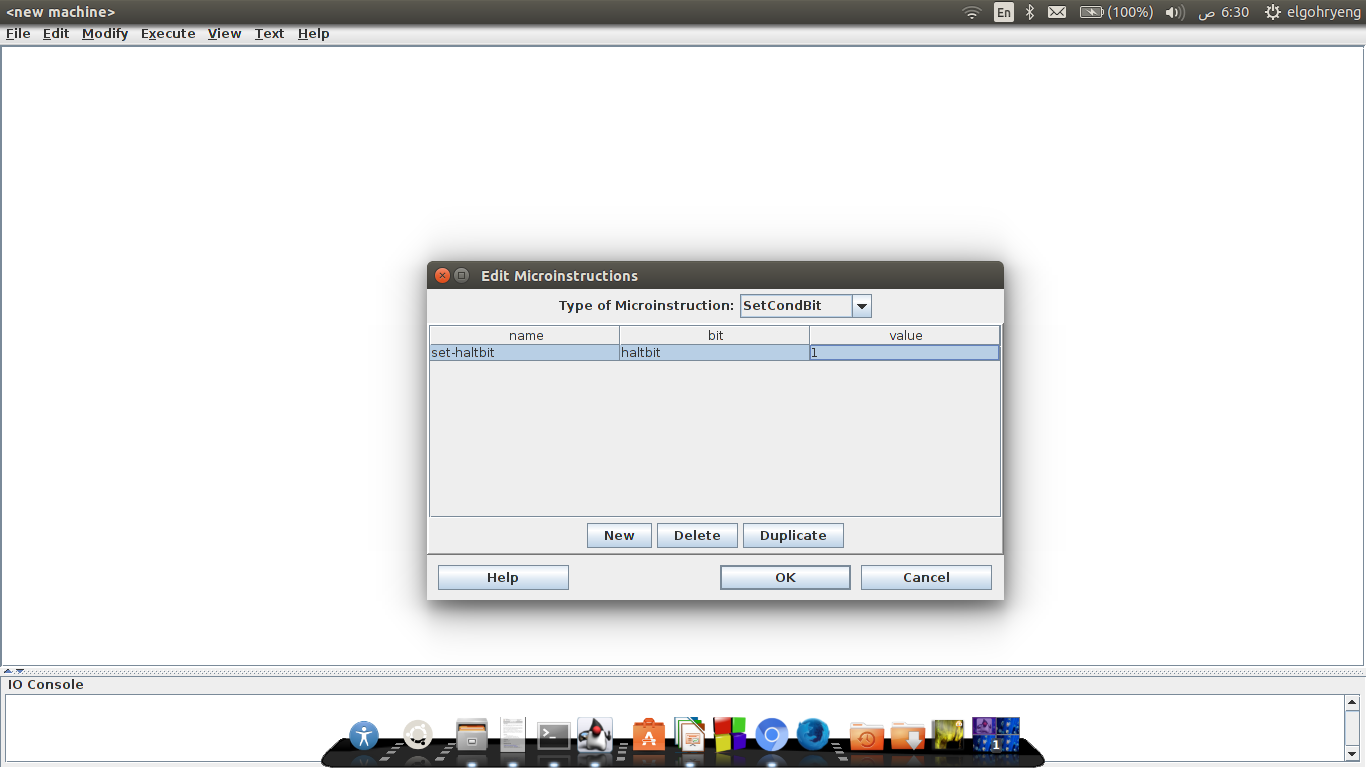 <new machine>
En (100%) ص 6:30 elgohryeng
File Edit Modify Execute View Text Help
Edit Microinstructions
Type of Microinstruction: SetCondBit
name bit value
set-haltbit haltbit 1
New Delete Duplicate
Help OK Cancel
IO Console
1